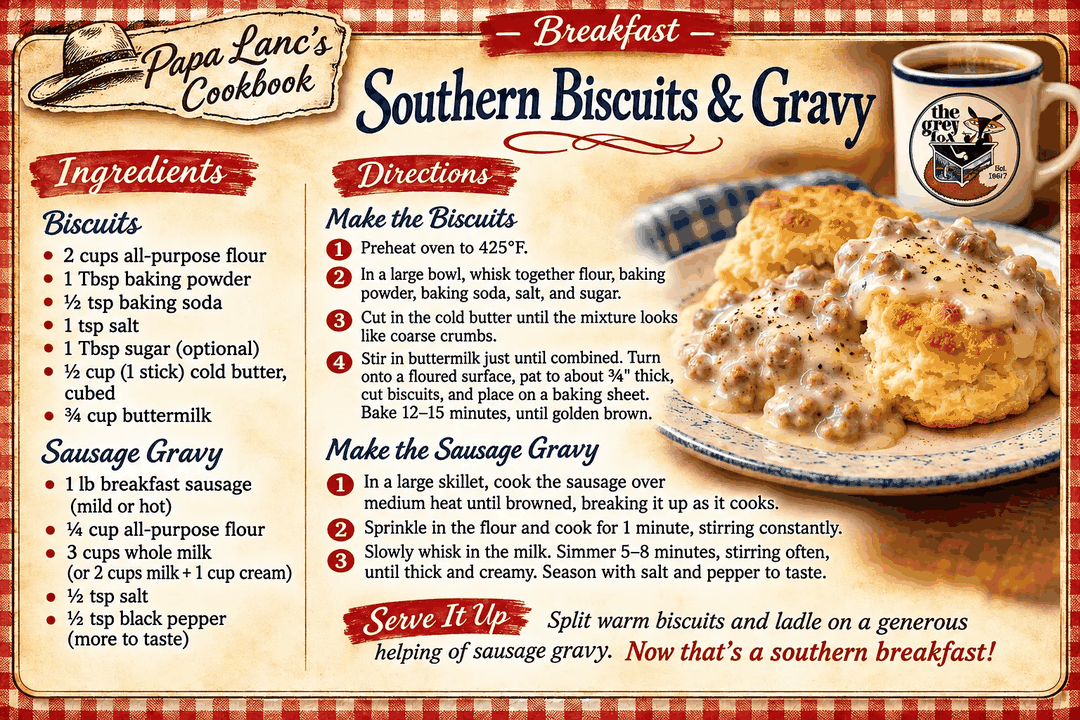 Papa Lanc's
Cookbook
— Breakfast —
Southern Biscuits & Gravy
the
grey
fox
Ingredients
Biscuits
• 2 cups all-purpose flour
• 1 Tbsp baking powder
• ½ tsp baking soda
• 1 tsp salt
• 1 Tbsp sugar (optional)
• ½ cup (1 stick) cold butter,
cubed
• ¾ cup buttermilk
Sausage Gravy
• 1 lb breakfast sausage
(mild or hot)
• ¼ cup all-purpose flour
• 3 cups whole milk
(or 2 cups milk + 1 cup cream)
• ½ tsp salt
• ½ tsp black pepper
(more to taste)
Directions
Make the Biscuits
1 Preheat oven to 425°F.
2 In a large bowl, whisk together flour, baking
powder, baking soda, salt, and sugar.
3 Cut in the cold butter until the mixture looks
like coarse crumbs.
4 Stir in buttermilk just until combined. Turn
onto a floured surface, pat to about ¾" thick,
cut biscuits, and place on a baking sheet.
Bake 12–15 minutes, until golden brown.
Make the Sausage Gravy
1 In a large skillet, cook the sausage over
medium heat until browned, breaking it up as it cooks.
2 Sprinkle in the flour and cook for 1 minute, stirring constantly.
3 Slowly whisk in the milk. Simmer 5–8 minutes, stirring often,
until thick and creamy. Season with salt and pepper to taste.
Serve It Up Split warm biscuits and ladle on a generous
helping of sausage gravy. Now that's a southern breakfast!